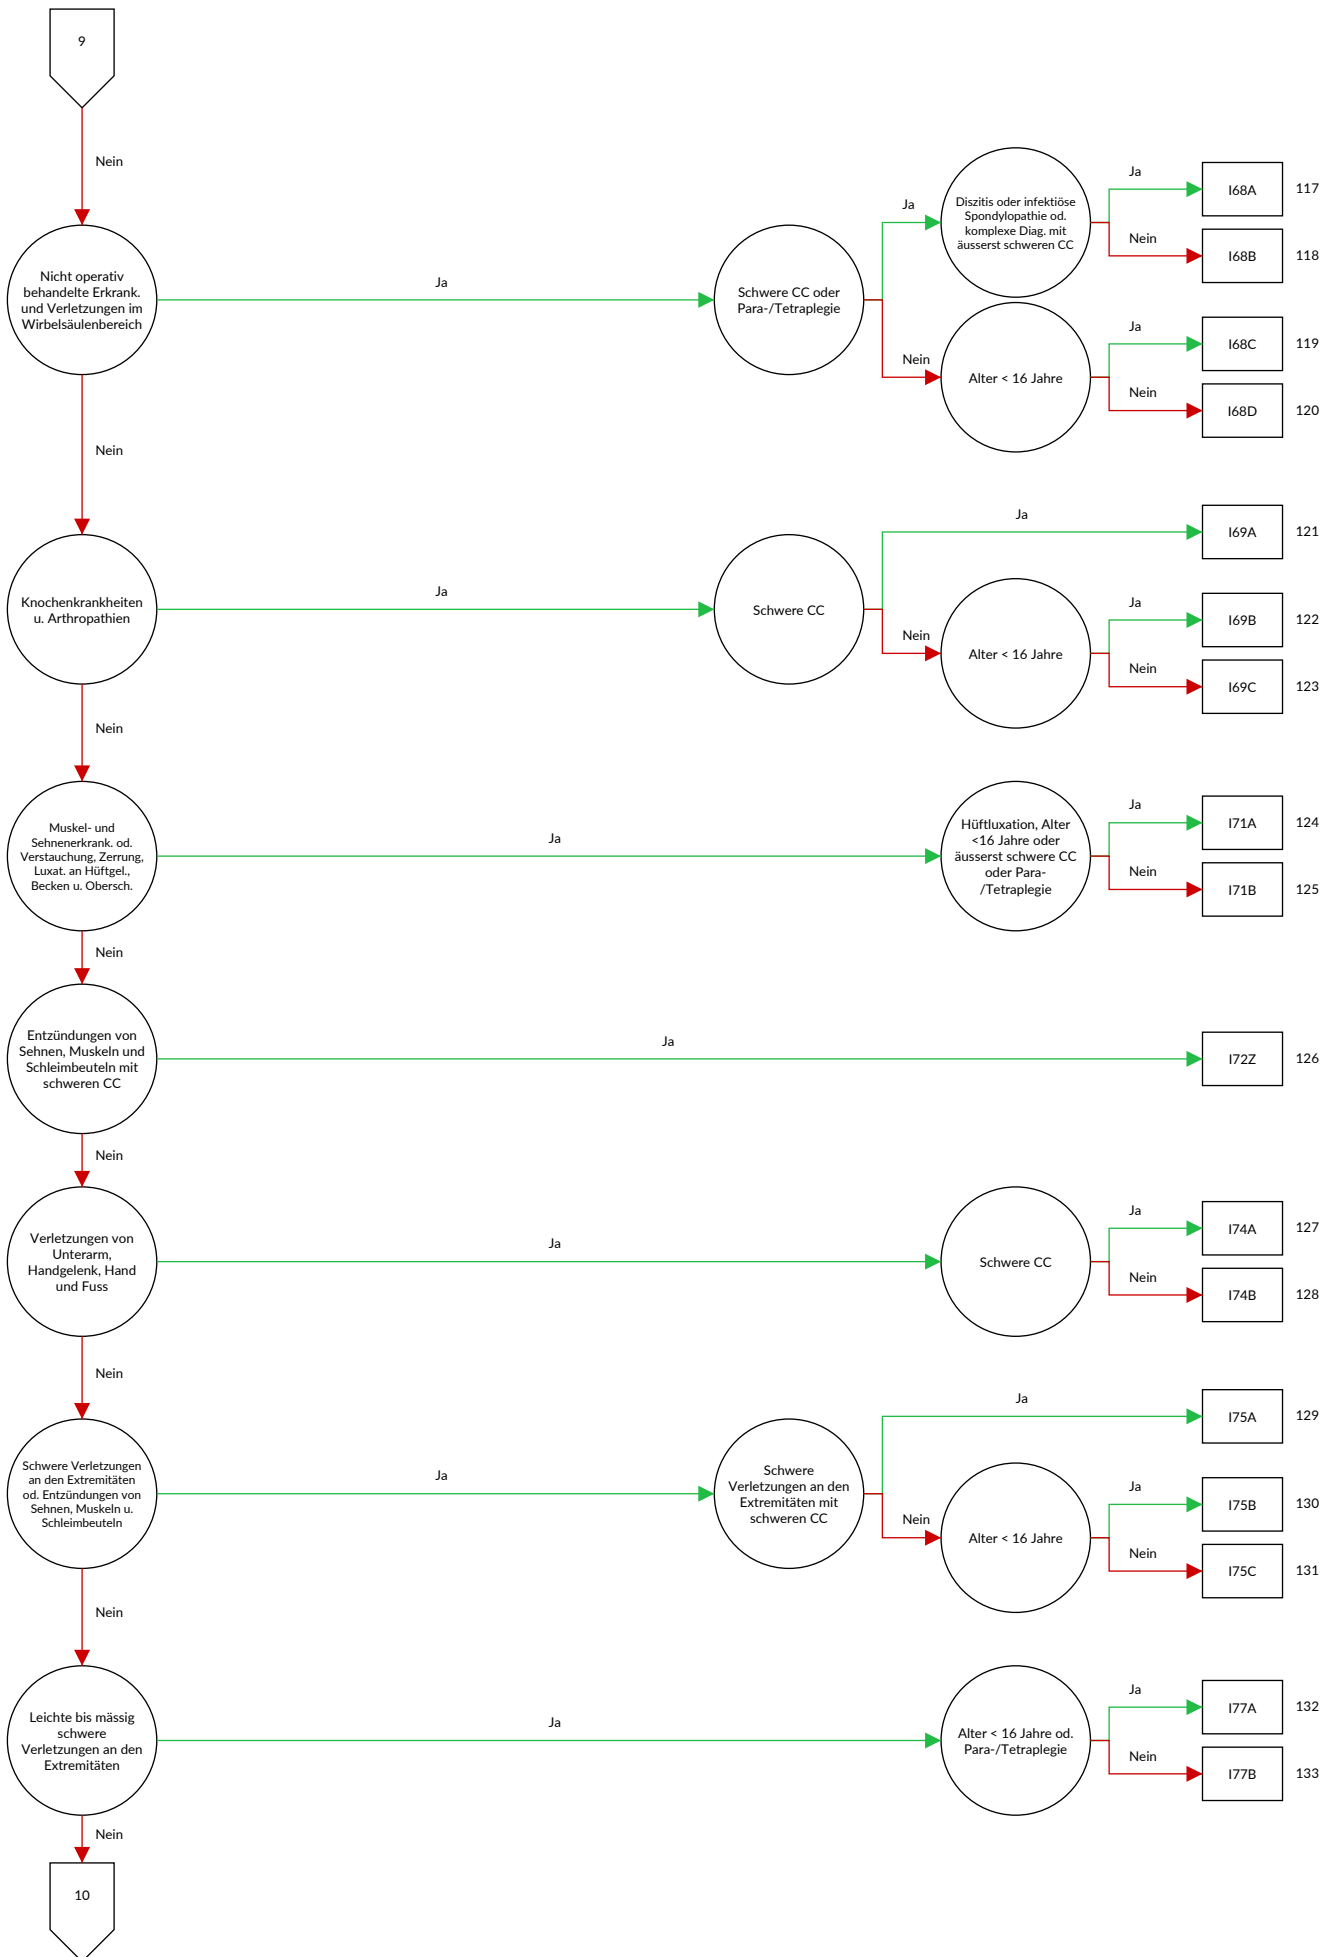 9
Nein
Nicht operativ
behandelte Erkrank.
und Verletzungen im
Wirbelsäulenbereich
Ja
Schwere CC oder
Para-/Tetraplegie
Ja
Diszitis oder infektiöse
Spondylopathie od.
komplexe Diag. mit
äusserst schweren CC
Ja
I68A
117
Nein
I68B
118
Nein
Alter < 16 Jahre
Ja
I68C
119
Nein
I68D
120
Nein
Knochenkrankheiten
u. Arthropathien
Ja
Schwere CC
Ja
I69A
121
Nein
Alter < 16 Jahre
Ja
I69B
122
Nein
I69C
123
Nein
Muskel- und
Sehnenerkrank. od.
Verstauchung, Zerrung,
Luxat. an Hüftgel.,
Becken u. Obersch.
Ja
Hüftluxation, Alter
<16 Jahre oder
äusserst schwere CC
oder Para-
/Tetraplegie
Ja
I71A
124
Nein
I71B
125
Nein
Entzündungen von
Sehnen, Muskeln und
Schleimbeuteln mit
schweren CC
Ja
I72Z
126
Nein
Verletzungen von
Unterarm,
Handgelenk, Hand
und Fuss
Ja
Schwere CC
Ja
I74A
127
Nein
I74B
128
Nein
Schwere Verletzungen
an den Extremitäten
od. Entzündungen von
Sehnen, Muskeln u.
Schleimbeuteln
Ja
Schwere
Verletzungen an den
Extremitäten mit
schweren CC
Ja
I75A
129
Nein
Alter < 16 Jahre
Ja
I75B
130
Nein
I75C
131
Nein
Leichte bis mässig
schwere
Verletzungen an den
Extremitäten
Ja
Alter < 16 Jahre od.
Para-/Tetraplegie
Ja
I77A
132
Nein
I77B
133
Nein
10